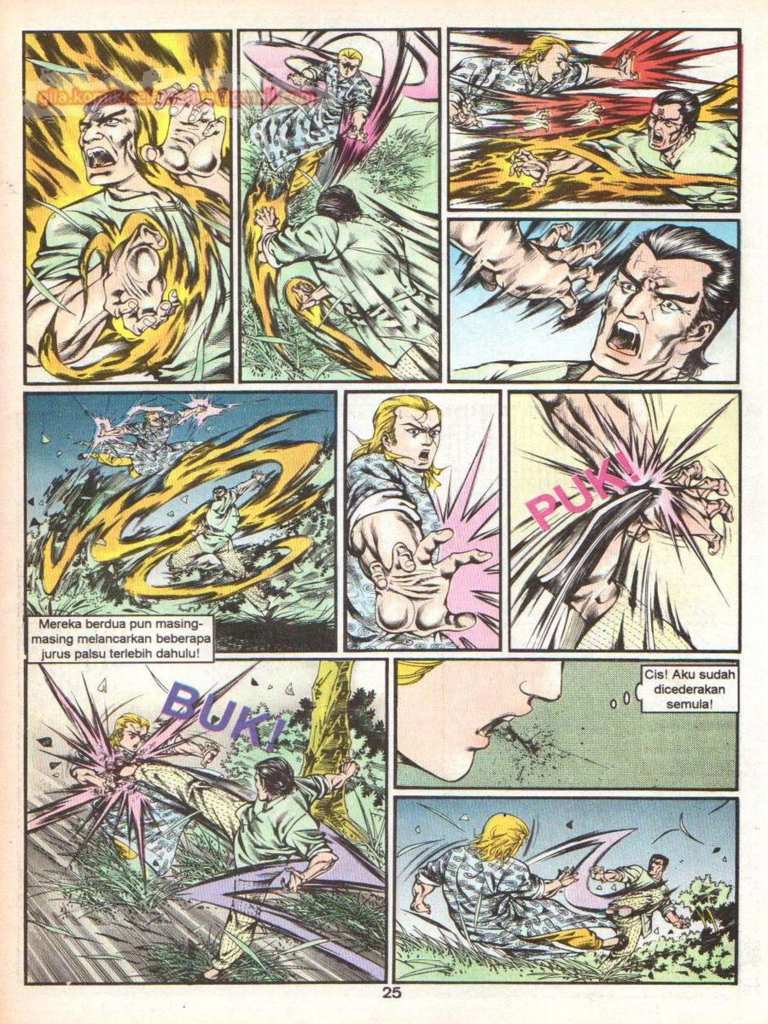 PUK!
Mereka berdua pun masing-
masing melancarkan beberapa
jurus palsu terlebih dahulu!
BUK!
Cis! Aku sudah
dicederakan
semula!
25